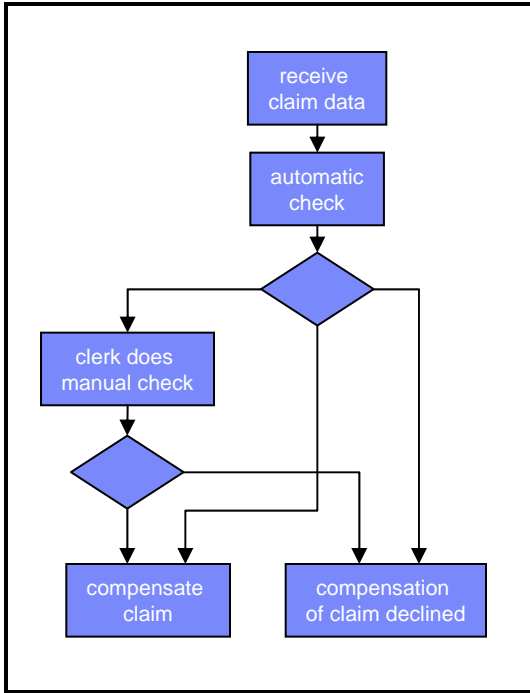 receive
claim data
automatic
check
clerk does
manual check
compensate
claim
compensation
of claim declined